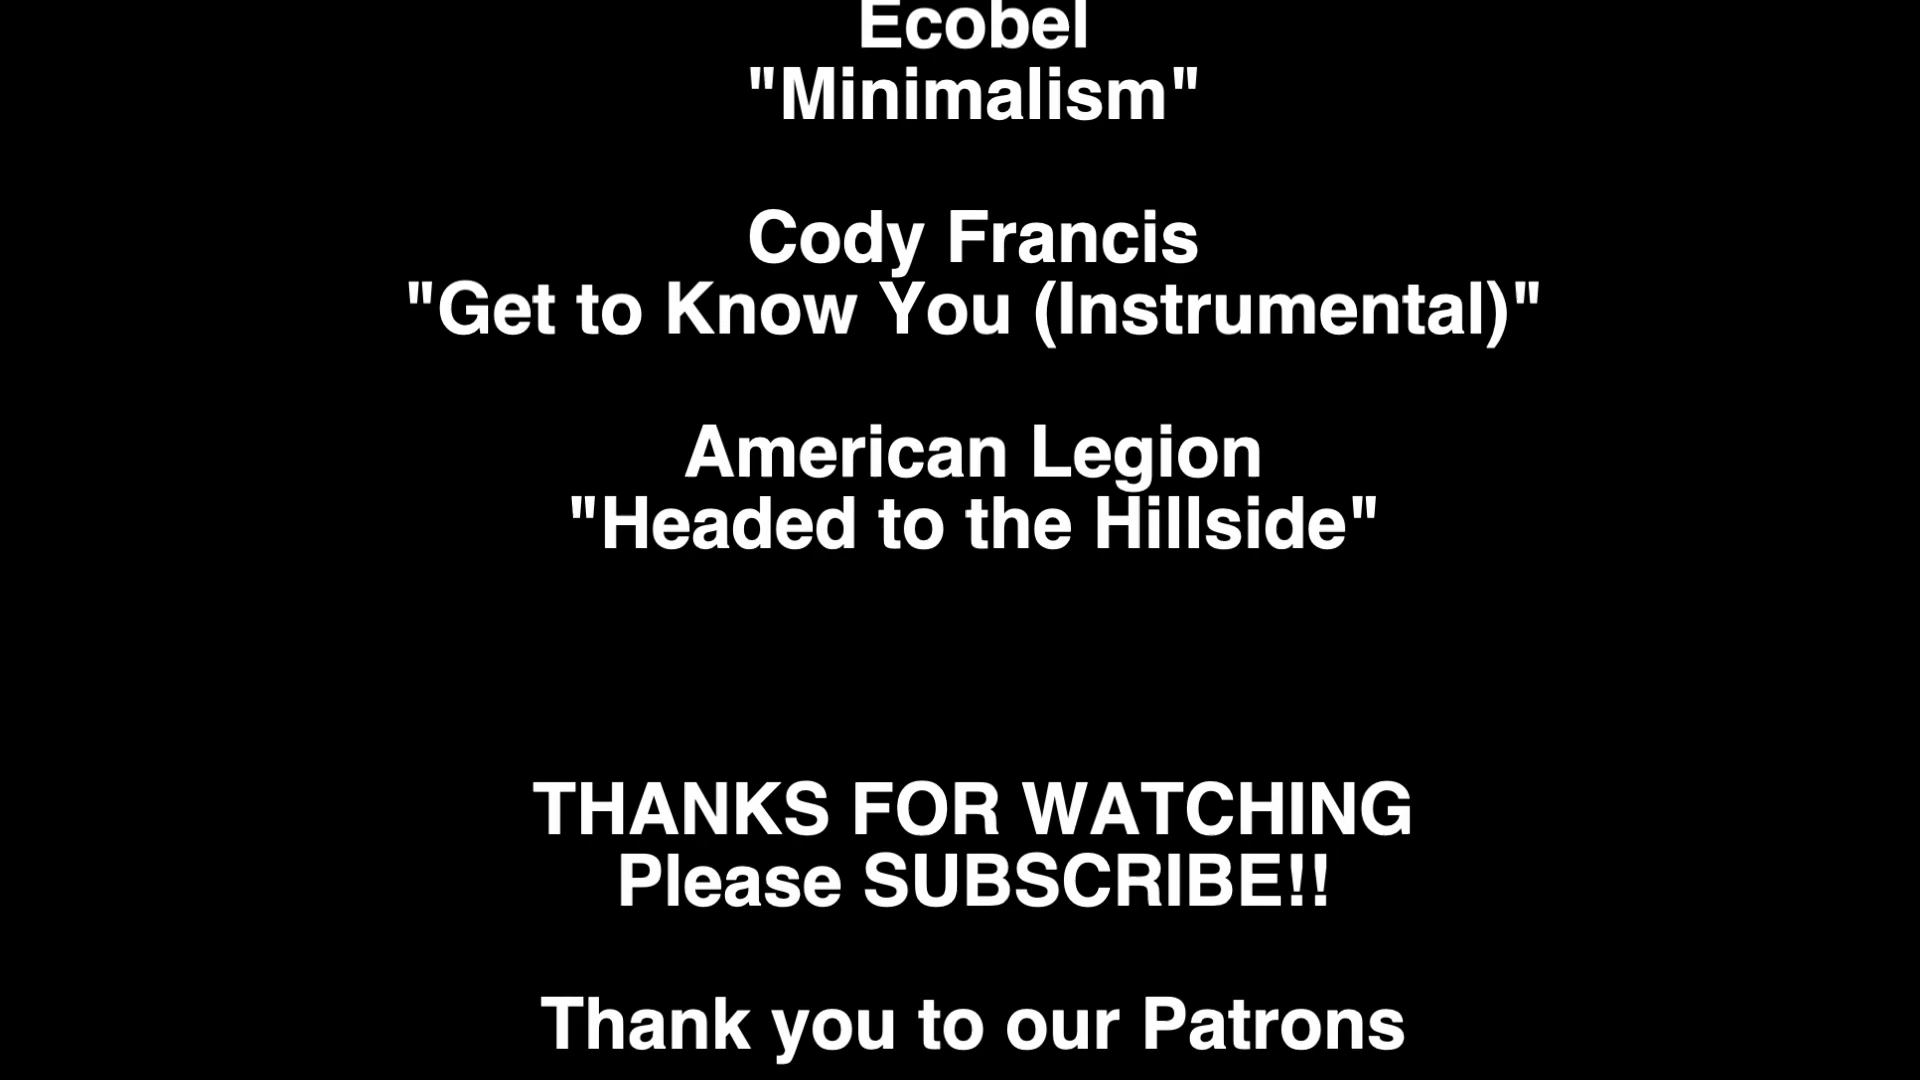 Ecobel
"Minimalism"
Cody Francis
"Get to Know You (Instrumental)"
American Legion
"Headed to the Hillside"
THANKS FOR WATCHING
Please SUBSCRIBE!!
Thank you to our Patrons